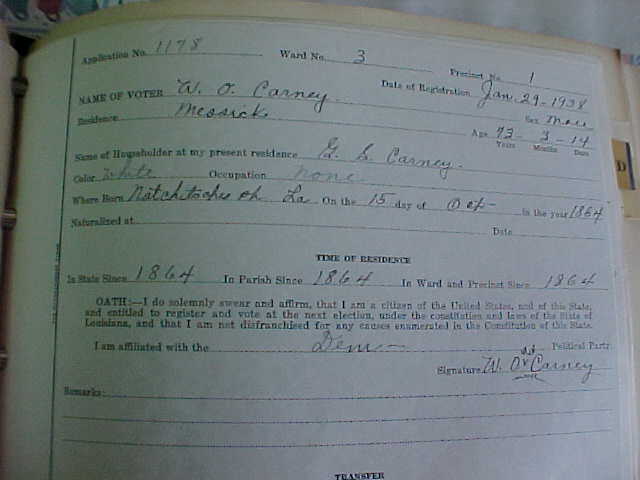 Application No. 1178 Ward No. 3 Precinct No. 1
NAME OF VOTER W. O. Carney Date of Registration Jan. 29-1938
Residence Messick Sex Male
Age 73 - 3 - 14
Years Months Days
Name of Householder at my present residence G. S. Carney.
Color White Occupation none
Where Born Natchitoches Ph La On the 15 day of Oct- in the year 1864
Naturalized at Date
TIME OF RESIDENCE
In State Since 1864 In Parish Since 1864 In Ward and Precinct Since 1864
OATH:—I do solemnly swear and affirm, that I am a citizen of the United States, and of this State,
and entitled to register and vote at the next election, under the constitution and laws of the State of
Louisiana, and that I am not disfranchised for any causes enumerated in the Constitution of this State.
I am affiliated with the Dem— Political Party
Signature W. O. x Carney
Remarks:
TRANSFER
D